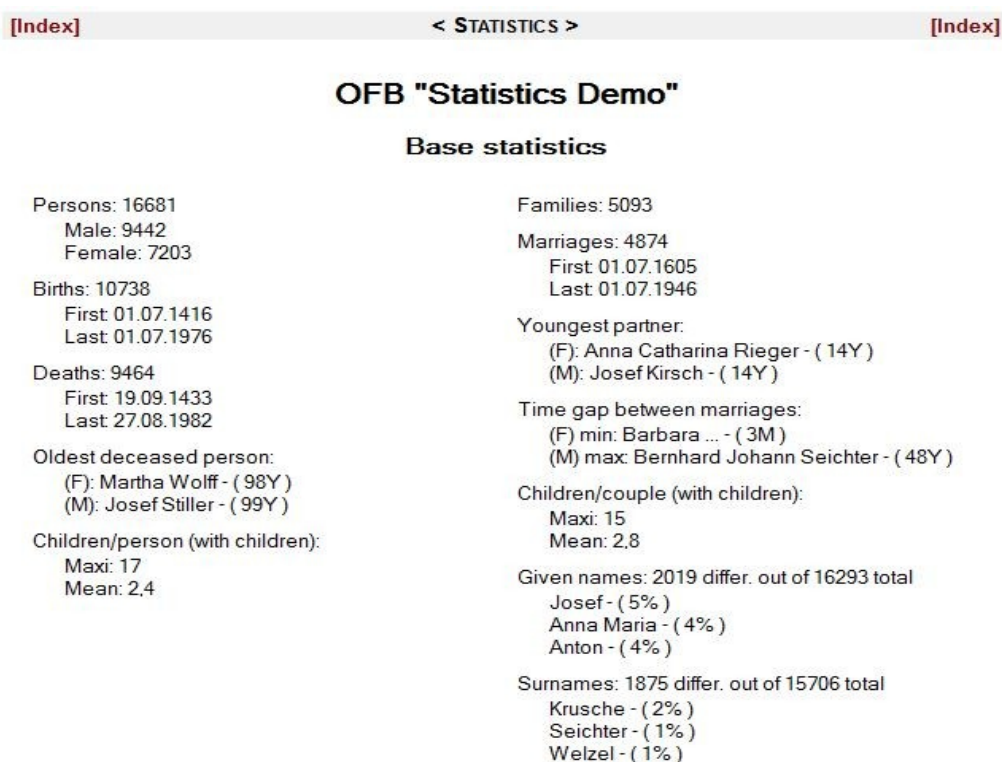 [Index] < STATISTICS > [Index]
OFB "Statistics Demo"
Base statistics
Persons: 16681
Male: 9442
Female: 7203
Births: 10738
First: 01.07.1416
Last: 01.07.1976
Deaths: 9464
First: 19.09.1433
Last: 27.08.1982
Oldest deceased person:
(F): Martha Wolff - ( 98Y )
(M): Josef Stiller - ( 99Y )
Children/person (with children):
Maxi: 17
Mean: 2,4
Families: 5093
Marriages: 4874
First: 01.07.1605
Last: 01.07.1946
Youngest partner:
(F): Anna Catharina Rieger - ( 14Y )
(M): Josef Kirsch - ( 14Y )
Time gap between marriages:
(F) min: Barbara ... - ( 3M )
(M) max: Bernhard Johann Seichter - ( 48Y )
Children/couple (with children):
Maxi: 15
Mean: 2,8
Given names: 2019 differ. out of 16293 total
Josef - ( 5% )
Anna Maria - ( 4% )
Anton - ( 4% )
Surnames: 1875 differ. out of 15706 total
Krusche - ( 2% )
Seichter - ( 1% )
Welzel - ( 1% )